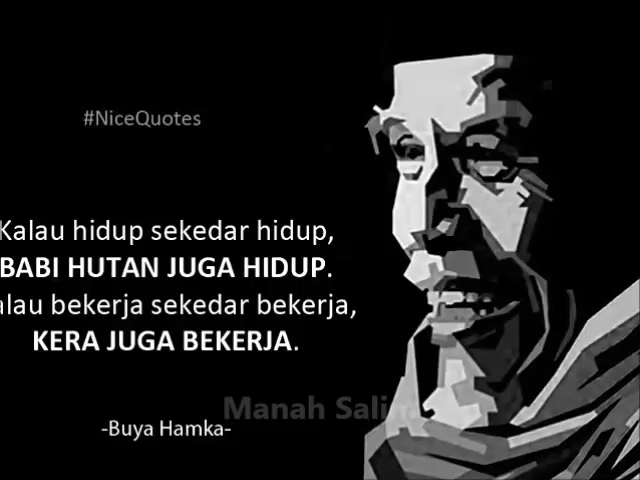 #NiceQuotes
Kalau hidup sekedar hidup,
BABI HUTAN JUGA HIDUP.
alau bekerja sekedar bekerja,
KERA JUGA BEKERJA.
Manah Salim
-Buya Hamka-